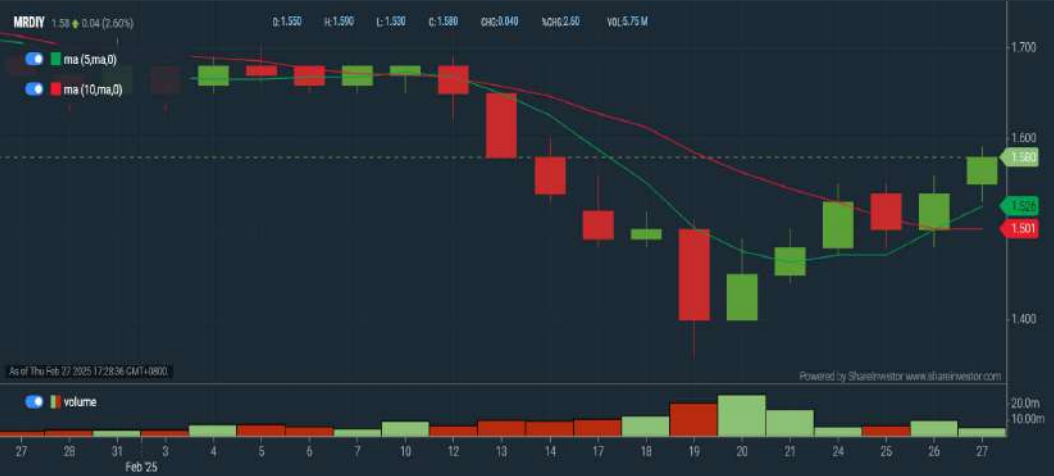 MRDIY 1.58 0.04 (2.60%) O:1.550 H:1.590 L:1.530 C:1.580 CHG:0.040 %CHG:2.60 VOL:5.75 M
ma (5,ma,0)
ma (10,ma,0)
1.700
1.600
1.580
1.526
1.501
1.400
As of Thu Feb 27 2025 17:28:36 GMT+0800.
Powered by ShareInvestor www.shareinvestor.com
volume
20.0m
10.00m
27 28 31 3 4 5 6 7 10 12 13 14 17 18 19 20 21 24 25 26 27
Feb '25